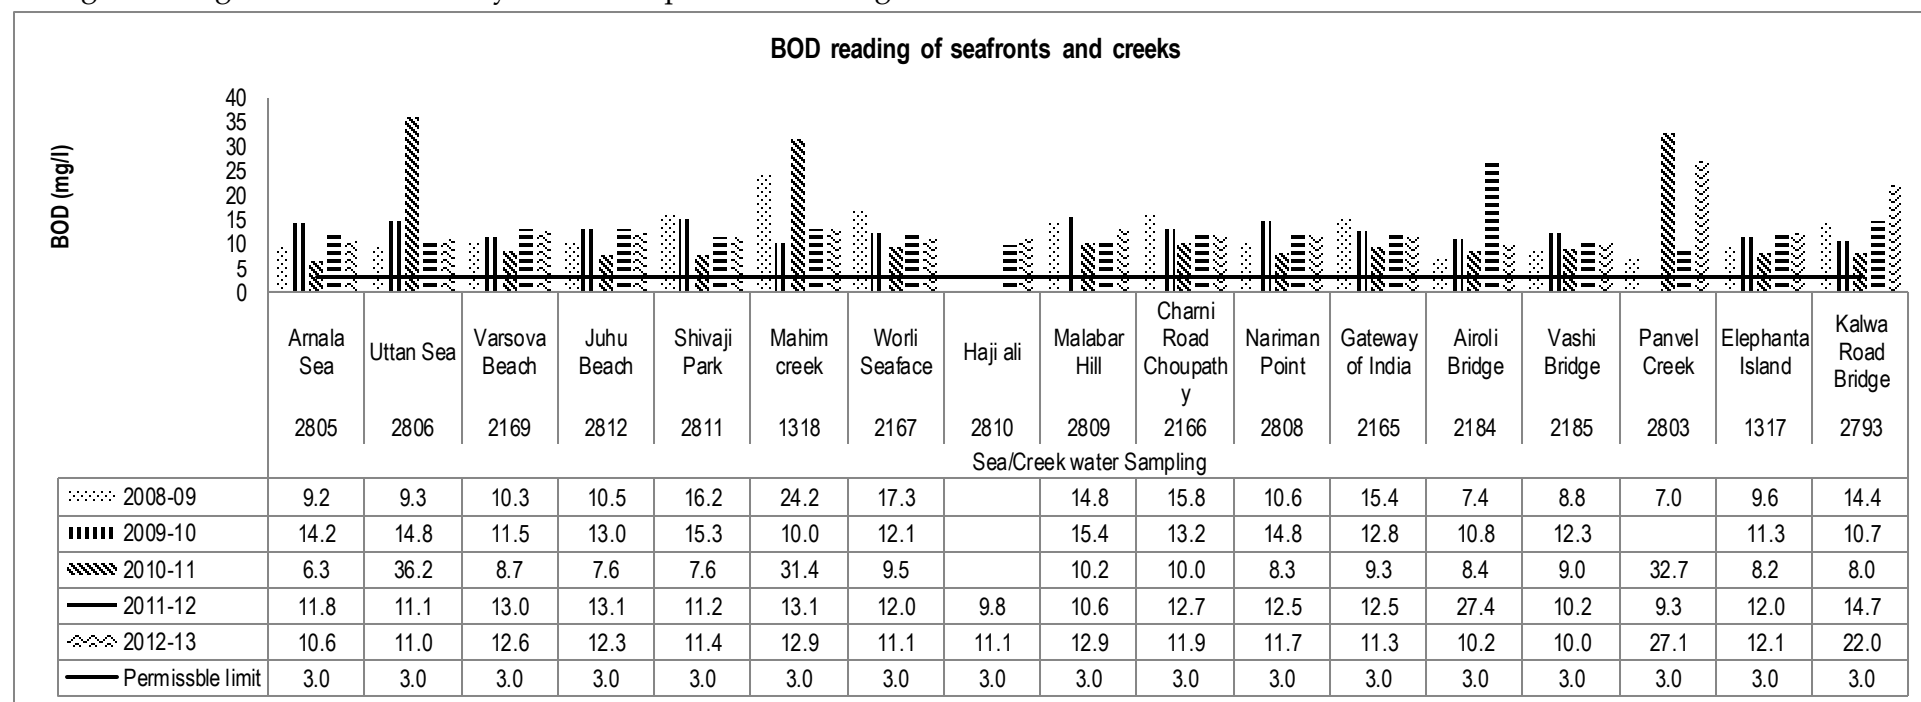 BOD reading of seafronts and creeks
BOD (mg/l)
40
35
30
25
20
15
10
5
0
Arnala Sea Uttan Sea Varsova Beach Juhu Beach Shivaji Park Mahim creek Worli Seaface Haji ali Malabar Hill Charni Road Choupathy Nariman Point Gateway of India Airoli Bridge Vashi Bridge Panvel Creek Elephanta Island Kalwa Road Bridge
2805 2806 2169 2812 2811 1318 2167 2810 2809 2166 2808 2165 2184 2185 2803 1317 2793
Sea/Creek water Sampling
2008-09 9.2 9.3 10.3 10.5 16.2 24.2 17.3 14.8 15.8 10.6 15.4 7.4 8.8 7.0 9.6 14.4
2009-10 14.2 14.8 11.5 13.0 15.3 10.0 12.1 15.4 13.2 14.8 12.8 10.8 12.3 11.3 10.7
2010-11 6.3 36.2 8.7 7.6 7.6 31.4 9.5 10.2 10.0 8.3 9.3 8.4 9.0 32.7 8.2 8.0
2011-12 11.8 11.1 13.0 13.1 11.2 13.1 12.0 9.8 10.6 12.7 12.5 12.5 27.4 10.2 9.3 12.0 14.7
2012-13 10.6 11.0 12.6 12.3 11.4 12.9 11.1 11.1 12.9 11.9 11.7 11.3 10.2 10.0 27.1 12.1 22.0
Permissble limit 3.0 3.0 3.0 3.0 3.0 3.0 3.0 3.0 3.0 3.0 3.0 3.0 3.0 3.0 3.0 3.0 3.0